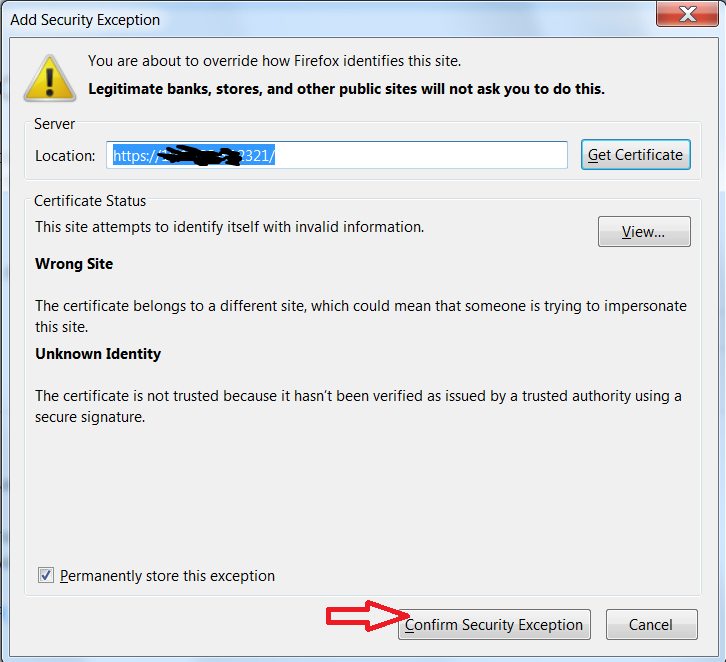 Add Security Exception
You are about to override how Firefox identifies this site.
Legitimate banks, stores, and other public sites will not ask you to do this.
Server
Location: https://1 2321/ Get Certificate
Certificate Status
This site attempts to identify itself with invalid information. View...
Wrong Site
The certificate belongs to a different site, which could mean that someone is trying to impersonate
this site.
Unknown Identity
The certificate is not trusted because it hasn't been verified as issued by a trusted authority using a
secure signature.
Permanently store this exception
Confirm Security Exception Cancel